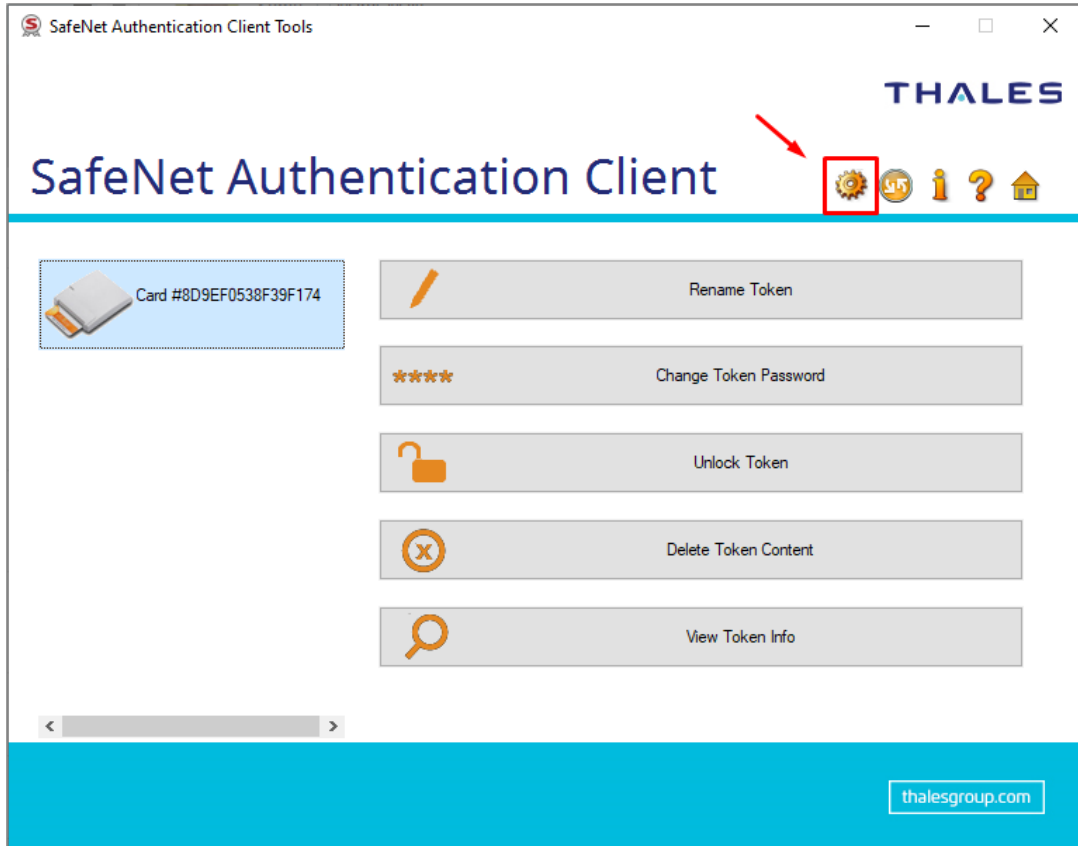 SafeNet Authentication Client Tools
THALES
SafeNet Authentication Client
Card #8D9EF0538F39F174
Rename Token
****
Change Token Password
Unlock Token
Delete Token Content
View Token Info
thalesgroup.com